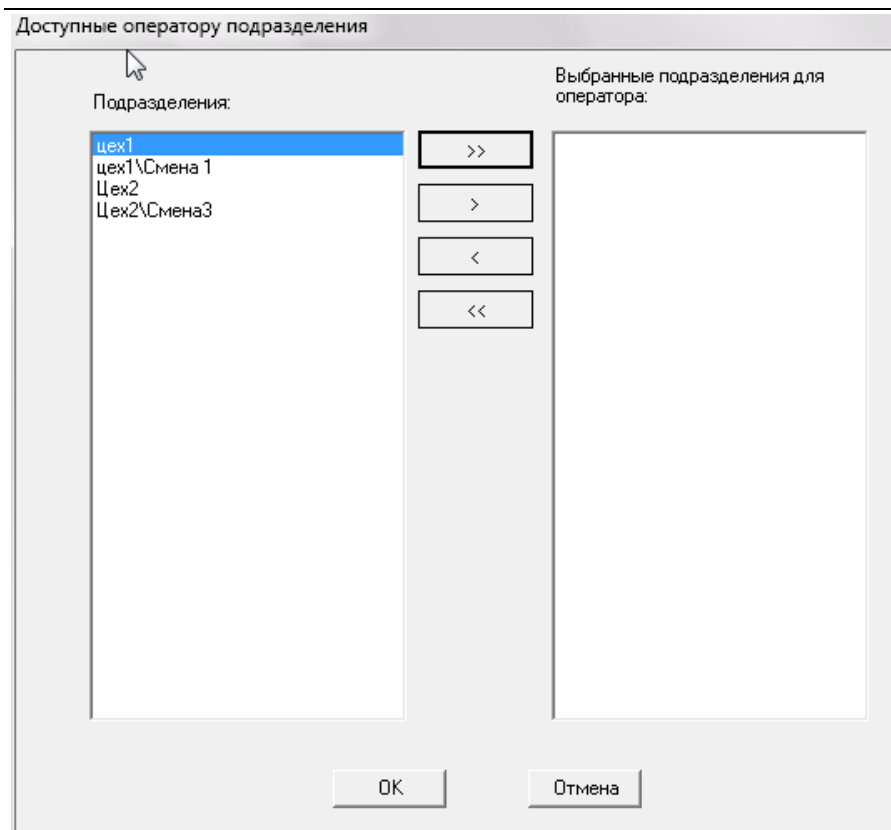 Доступные оператору подразделения
Подразделения:
Выбранные подразделения для
оператора:
цех1
цех1\Смена 1
Цех2
Цех2\Смена3
>>
>
<
<<
OK
Отмена